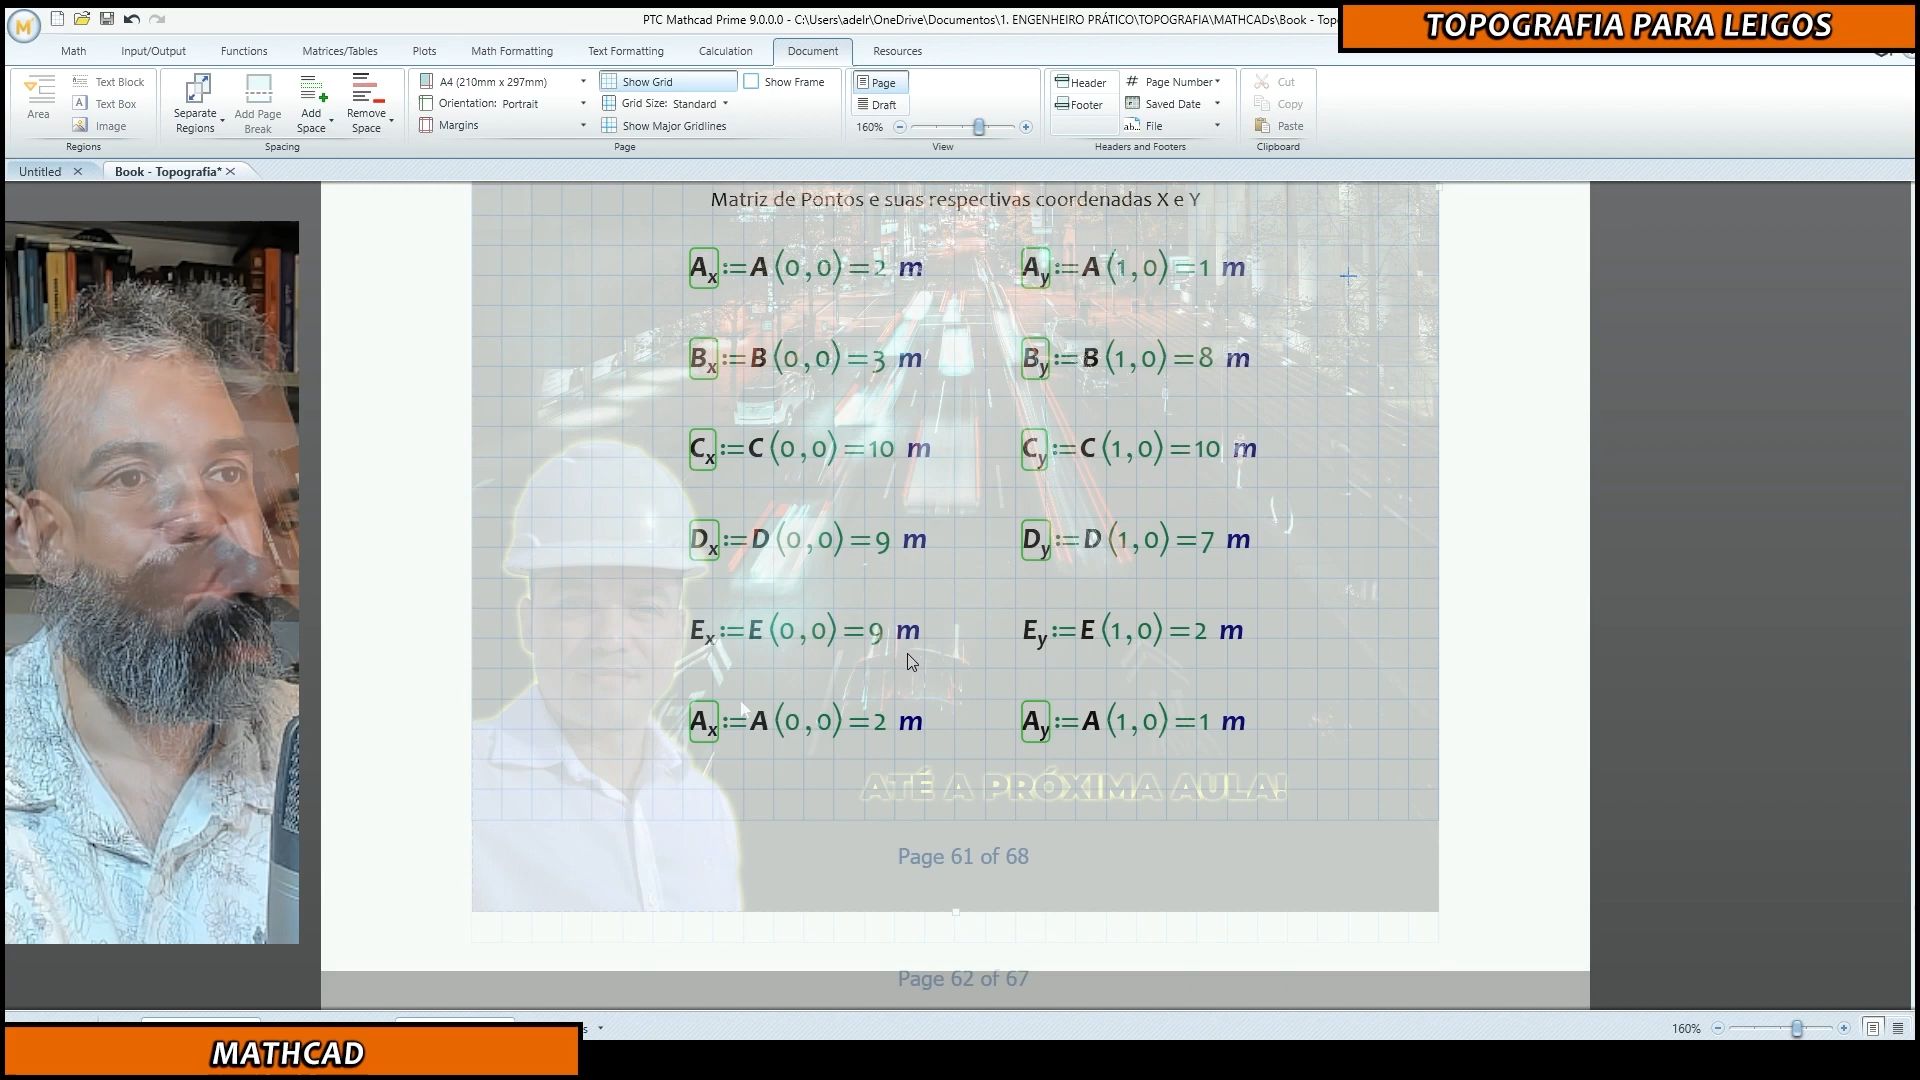 PTC Mathcad Prime 9.0.0.0 - C:\Users\adelr\OneDrive\Documentos\1. ENGENHEIRO PRÁTICO\TOPOGRAFIA\MATHCADs\Book -
TOPOGRAFIA PARA LEIGOS
Math Input/Output Functions Matrices/Tables Plots Math Formatting Text Formatting Calculation Document Resources
Area
Text Block
Text Box
Image
Regions
Separate Regions
Add Page Break
Add Space
Remove Space
Spacing
A4 (210mm x 297mm)
Orientation: Portrait
Margins
Show Grid
Show Frame
Grid Size: Standard
Show Major Gridlines
Page
Page
Draft
160%
View
Header
Footer
# Page Number
Saved Date
File
Headers and Footers
Cut
Copy
Paste
Clipboard
Untitled
Book - Topografia*
Matriz de Pontos e suas respectivas coordenadas X e Y
Ax := A (0,0) = 2 m Ay := A (1,0) = 1 m
Bx := B (0,0) = 3 m By := B (1,0) = 8 m
Cx := C (0,0) = 10 m Cy := C (1,0) = 10 m
Dx := D (0,0) = 9 m Dy := D (1,0) = 7 m
Ex := E (0,0) = 9 m Ey := E (1,0) = 2 m
Ax := A (0,0) = 2 m Ay := A (1,0) = 1 m
ATÉ A PRÓXIMA AULA!
Page 61 of 68
Page 62 of 67
160%
MATHCAD